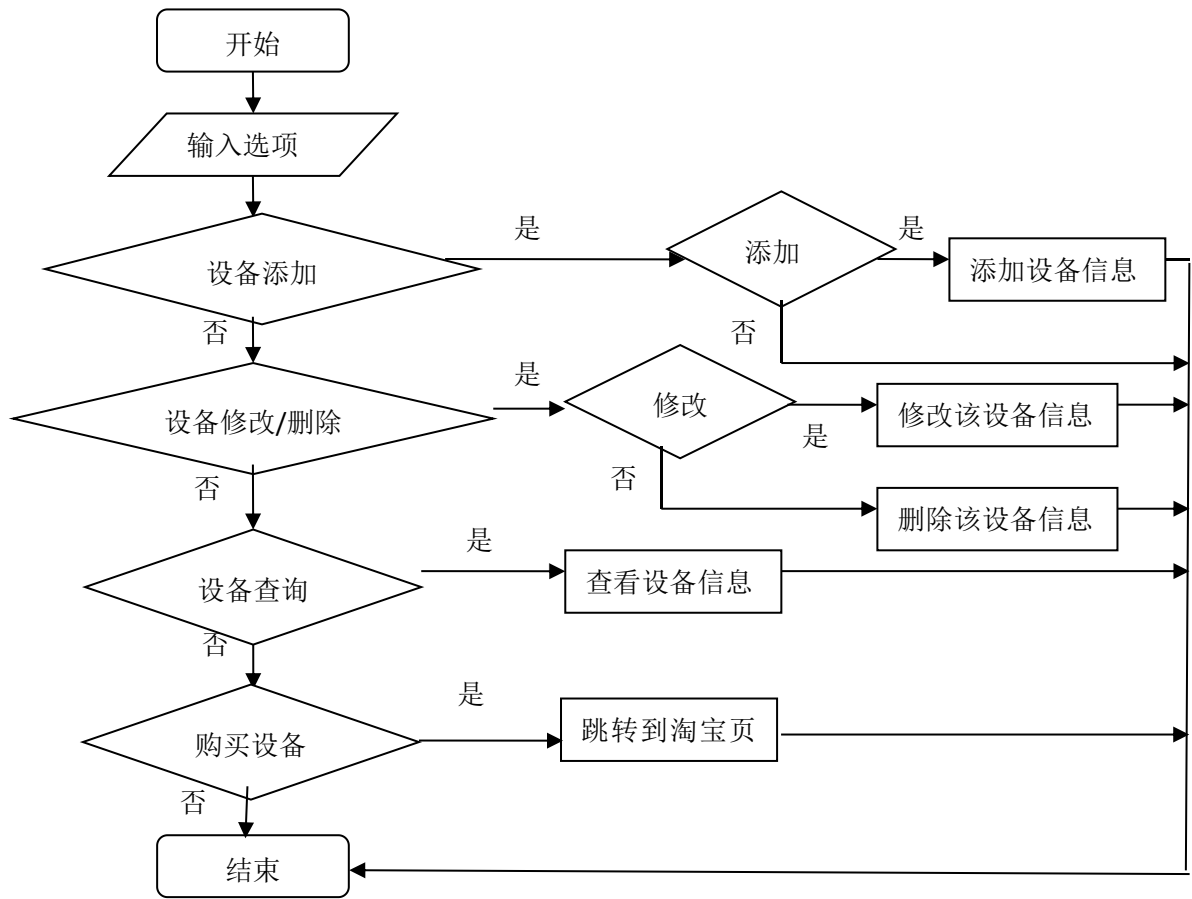 开始
输入选项
是
是
设备添加
添加
添加设备信息
否
否
是
设备修改/删除
修改
修改该设备信息
是
否
否
删除该设备信息
是
设备查询
查看设备信息
否
是
购买设备
跳转到淘宝页
否
结束